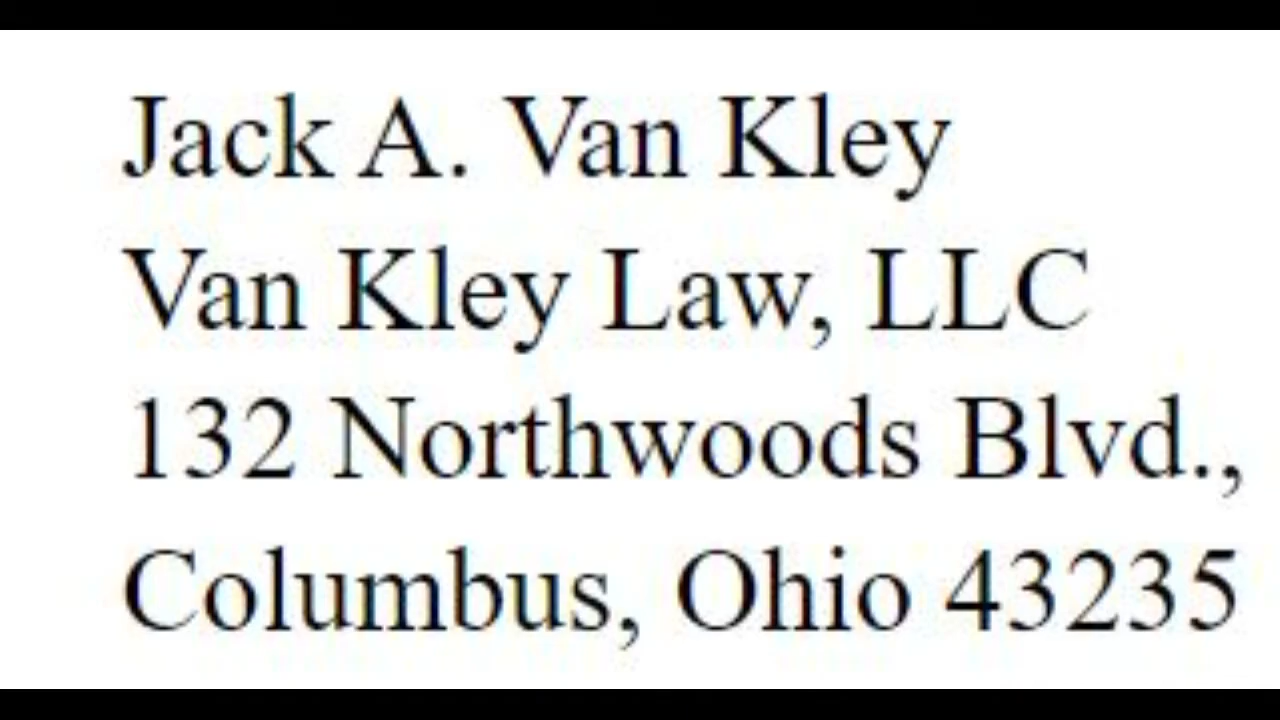 Jack A. Van Kley
Van Kley Law, LLC
132 Northwoods Blvd.,
Columbus, Ohio 43235